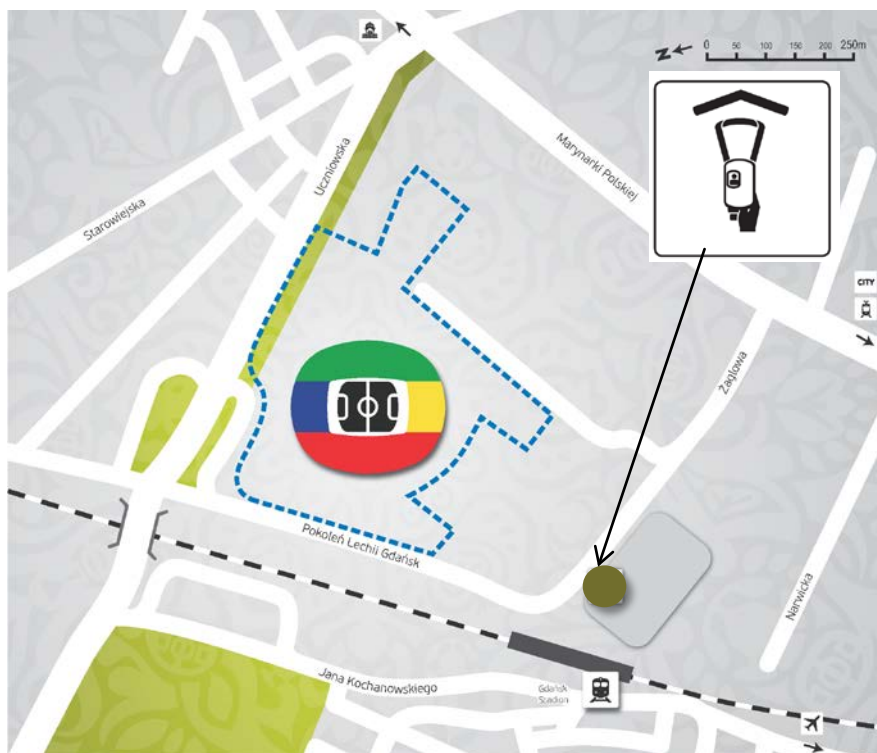 N
0 50 100 150 200 250m
Uczniowska
Marynarki Polskiej
Starowiejska
CITY
Żaglowa
Pokoleń Lechii Gdańsk
Narwicka
Jana Kochanowskiego
Gdańsk
Stadion